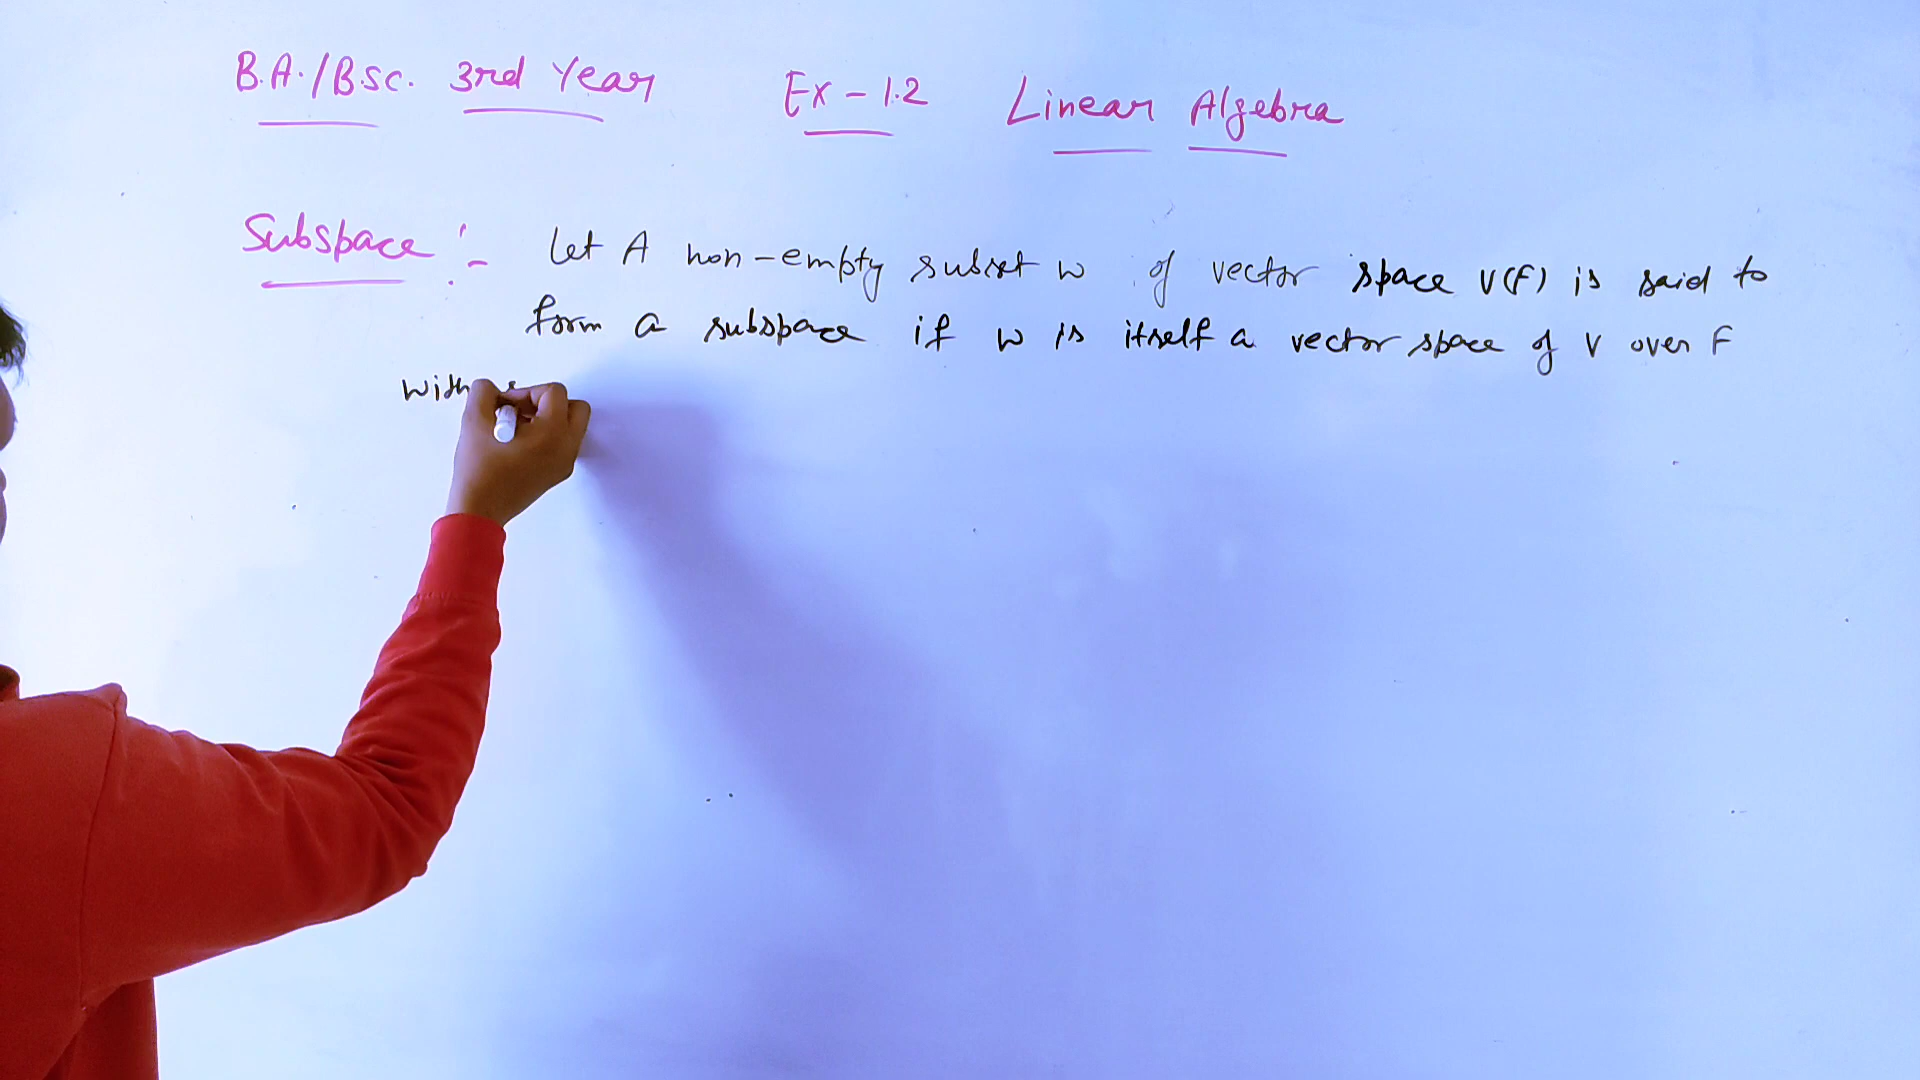 B.A./B.Sc. 3rd Year Ex - 1.2 Linear Algebra
Subspace :- Let A non-empty subset W of vector space V(F) is said to
form a subspace if W is itself a vector space of V over F
with